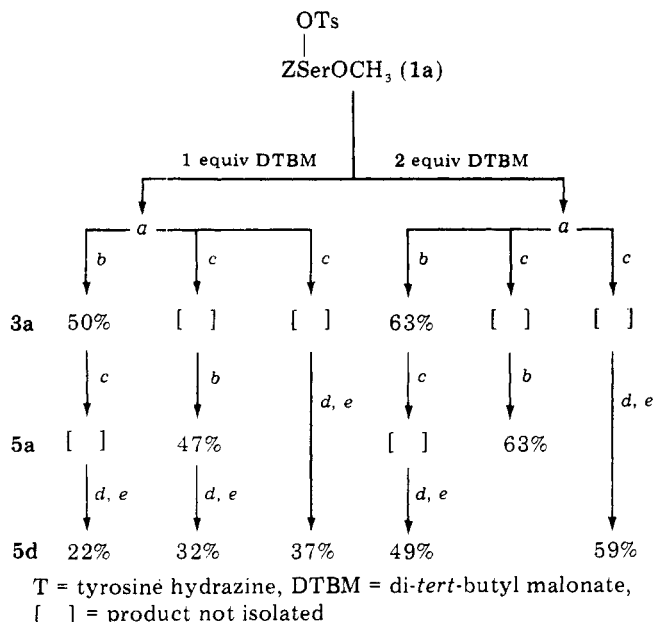 OTs
ZSerOCH₃ (1a)
1 equiv DTBM 2 equiv DTBM
a a
b c c b c c
3a 50% [ ] [ ] 63% [ ] [ ]
c b d, e c b d, e
5a [ ] 47% [ ] 63%
d, e d, e d, e
5d 22% 32% 37% 49% 59%
T = tyrosine hydrazine, DTBM = di-tert-butyl malonate,
[ ] = product not isolated